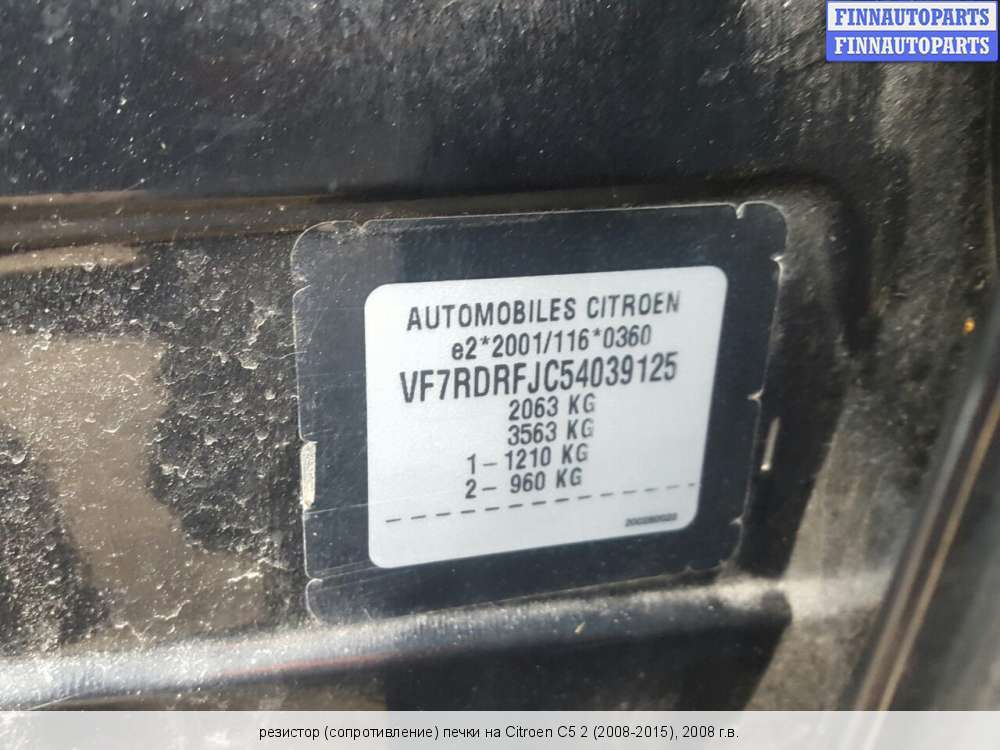 FINNAUTOPARTS
FINNAUTOPARTS
AUTOMOBILES CITROEN
e2*2001/116*0360
VF7RDRFJC54039125
2063 KG
3563 KG
1- 1210 KG
2- 960 KG
резистор (сопротивление) печки на Citroen C5 2 (2008-2015), 2008 г.в.